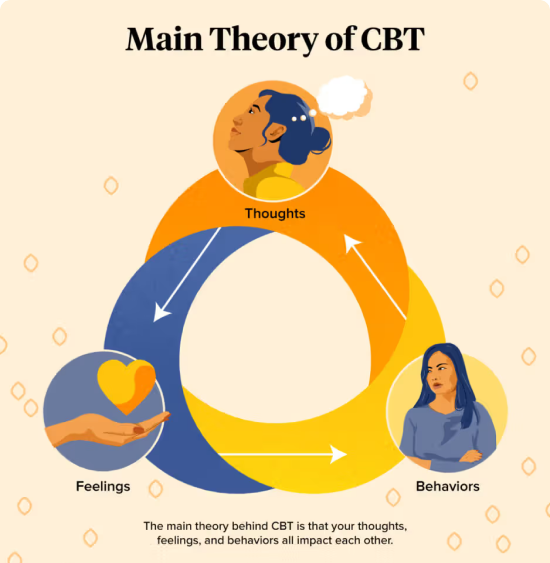 Main Theory of CBT
Thoughts
Feelings
Behaviors
The main theory behind CBT is that your thoughts,
feelings, and behaviors all impact each other.